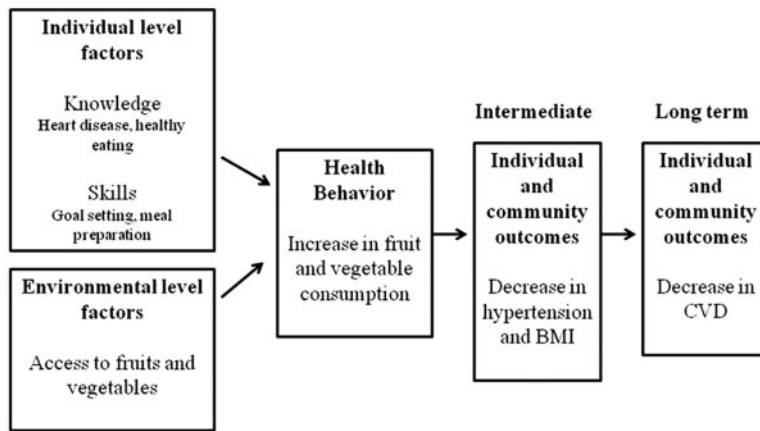 Individual level
factors
Knowledge
Heart disease, healthy
eating
Skills
Goal setting, meal
preparation
Environmental level
factors
Access to fruits and
vegetables
Health
Behavior
Increase in fruit
and vegetable
consumption
Intermediate
Individual
and
community
outcomes
Decrease in
hypertension
and BMI
Long term
Individual
and
community
outcomes
Decrease in
CVD